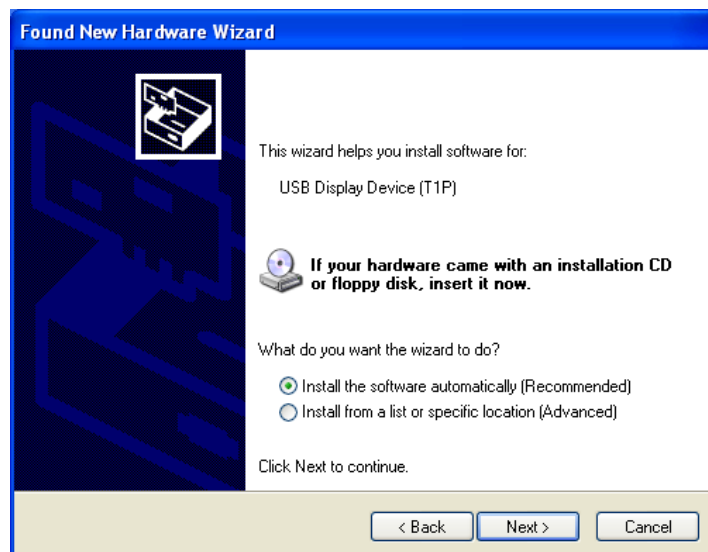 Found New Hardware Wizard
This wizard helps you install software for:
USB Display Device (T1P)
If your hardware came with an installation CD
or floppy disk, insert it now.
What do you want the wizard to do?
Install the software automatically (Recommended)
Install from a list or specific location (Advanced)
Click Next to continue.
< Back Next > Cancel